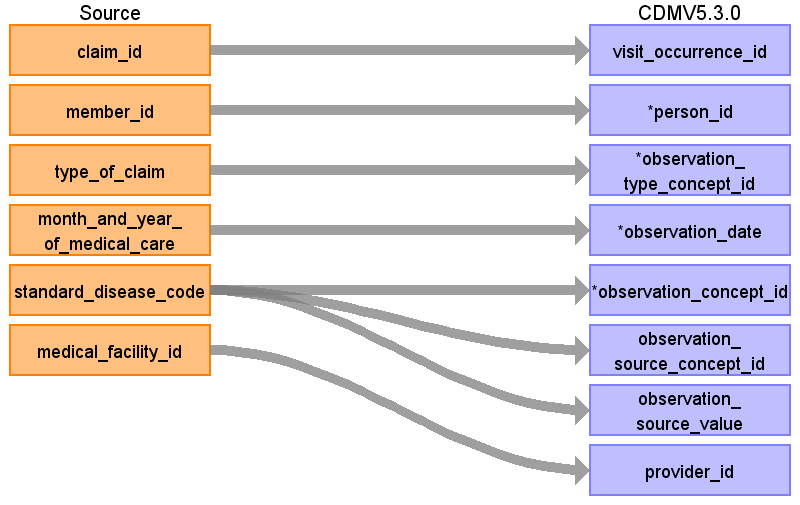 Source
CDMV5.3.0
claim_id
visit_occurrence_id
member_id
*person_id
type_of_claim
*observation_
type_concept_id
month_and_year_
of_medical_care
*observation_date
standard_disease_code
*observation_concept_id
medical_facility_id
observation_
source_concept_id
observation_
source_value
provider_id